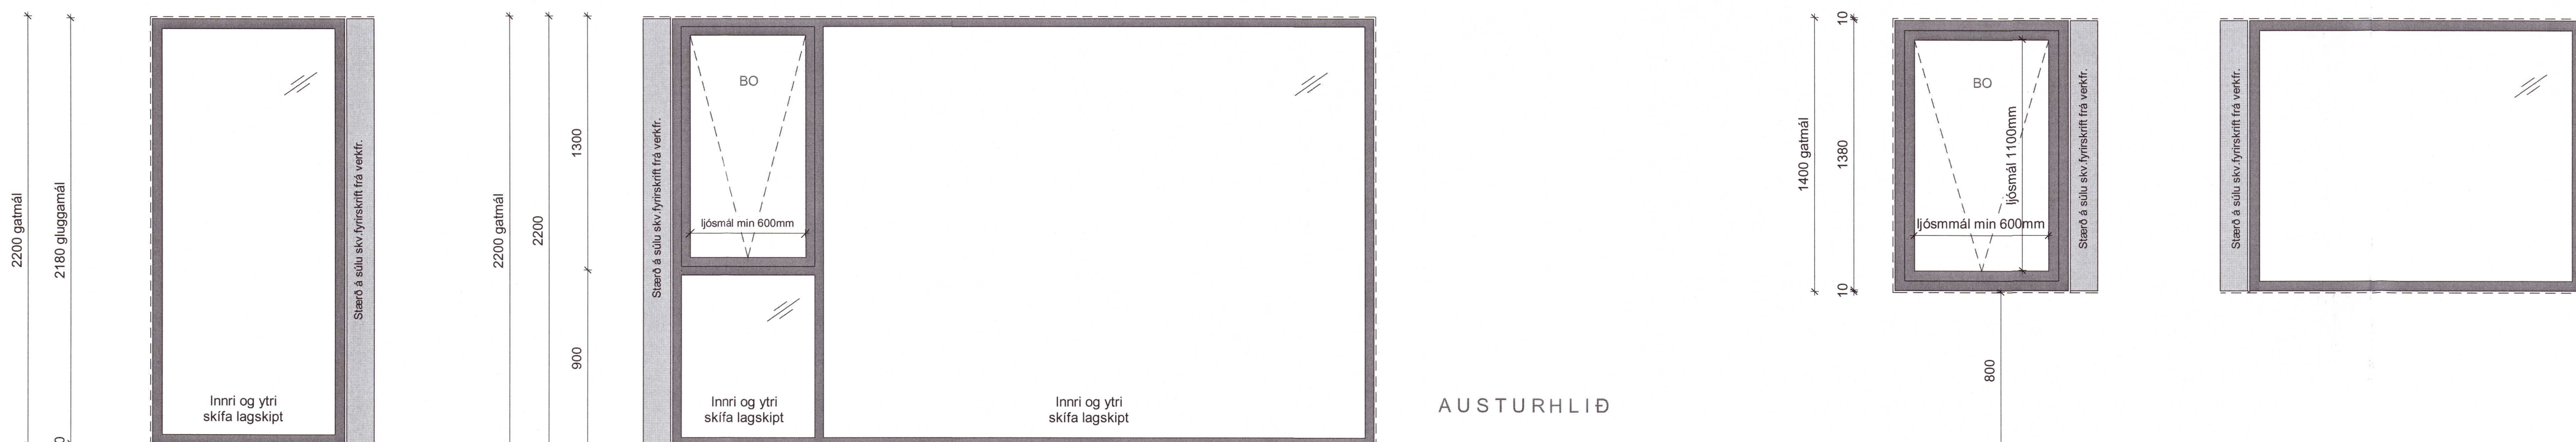 2200 gatmál
2180 gluggamál
Innri og ytri
skífa lagskipt
Stærð á súlu skv.fyrirskrift frá verkfr.
2200 gatmál
2200
1300
900
Stærð á súlu skv.fyrirskrift frá verkfr.
BO
ljósmál min 600mm
Innri og ytri
skífa lagskipt
Innri og ytri
skífa lagskipt
AUSTURHLIÐ
1400 gatmál
10
1380
10
BO
ljósmál 1100mm
ljósmmál min 600mm
800
Stærð á súlu skv.fyrirskrift frá verkfr.
Stærð á súlu skv.fyrirskrift frá verkfr.